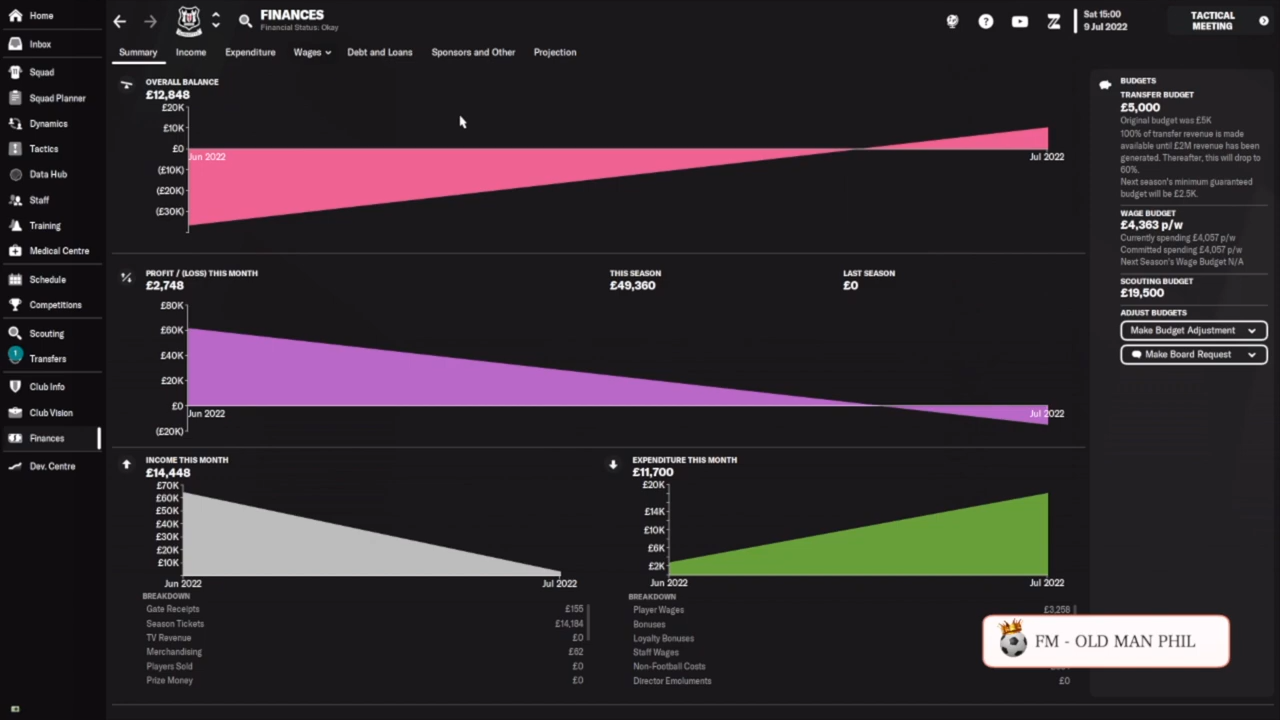 Home
Inbox
Squad
Squad Planner
Dynamics
Tactics
Data Hub
Staff
Training
Medical Centre
Schedule
Competitions
Scouting
1
Transfers
Club Info
Club Vision
Finances
Dev. Centre
FINANCES
Financial Status: Okay
Sat 15:00
9 Jul 2022
TACTICAL
MEETING
Summary Income Expenditure Wages Debt and Loans Sponsors and Other Projection
OVERALL BALANCE
£12,848
£20K
£10K
£0
(£10K)
(£20K)
(£30K)
Jun 2022 Jul 2022
PROFIT / (LOSS) THIS MONTH
£2,748
THIS SEASON
£49,360
LAST SEASON
£0
£80K
£60K
£40K
£20K
£0
(£20K)
Jun 2022 Jul 2022
INCOME THIS MONTH
£14,448
£70K
£60K
£50K
£40K
£30K
£20K
£10K
Jun 2022 Jul 2022
BREAKDOWN
Gate Receipts £155
Season Tickets £14,184
TV Revenue £0
Merchandising £62
Players Sold £0
Prize Money £0
EXPENDITURE THIS MONTH
£11,700
£20K
£14K
£10K
£6K
£2K
Jun 2022 Jul 2022
BREAKDOWN
Player Wages £3,258
Bonuses
Loyalty Bonuses
Staff Wages
Non-Football Costs
Director Emoluments £0
BUDGETS
TRANSFER BUDGET
£5,000
Original budget was £5K
100% of transfer revenue is made
available until £2M revenue has been
generated. Thereafter, this will drop to
60%.
Next season's minimum guaranteed
budget will be £2.5K.
WAGE BUDGET
£4,363 p/w
Currently spending £4,057 p/w
Committed spending £4,057 p/w
Next Season's Wage Budget N/A
SCOUTING BUDGET
£19,500
ADJUST BUDGETS
Make Budget Adjustment
Make Board Request
FM - OLD MAN PHIL